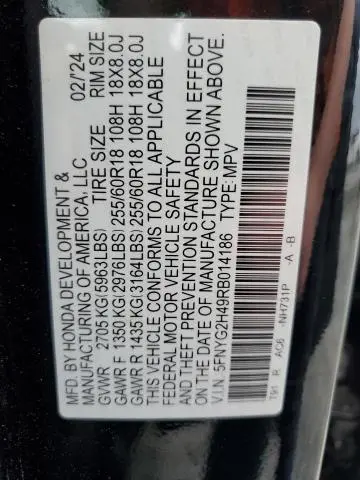 MFD. BY HONDA DEVELOPMENT & 02/'24
MANUFACTURING OF AMERICA, LLC
TIRE SIZE RIM SIZE
GVWR 2705 KG(5963LBS)
GAWR F 1350 KG(2976LBS) 255/60R18 108H 18X8.0J
GAWR R 1435 KG(3164LBS) 255/60R18 108H 18X8.0J
THIS VEHICLE CONFORMS TO ALL APPLICABLE
FEDERAL MOTOR VEHICLE SAFETY
AND THEFT PREVENTION STANDARDS IN EFFECT
ON THE DATE OF MANUFACTURE SHOWN ABOVE.
V.I.N. 5FNYG2H49RB014186 TYPE: MPV
T91 R AC6 -NH731P -A -B